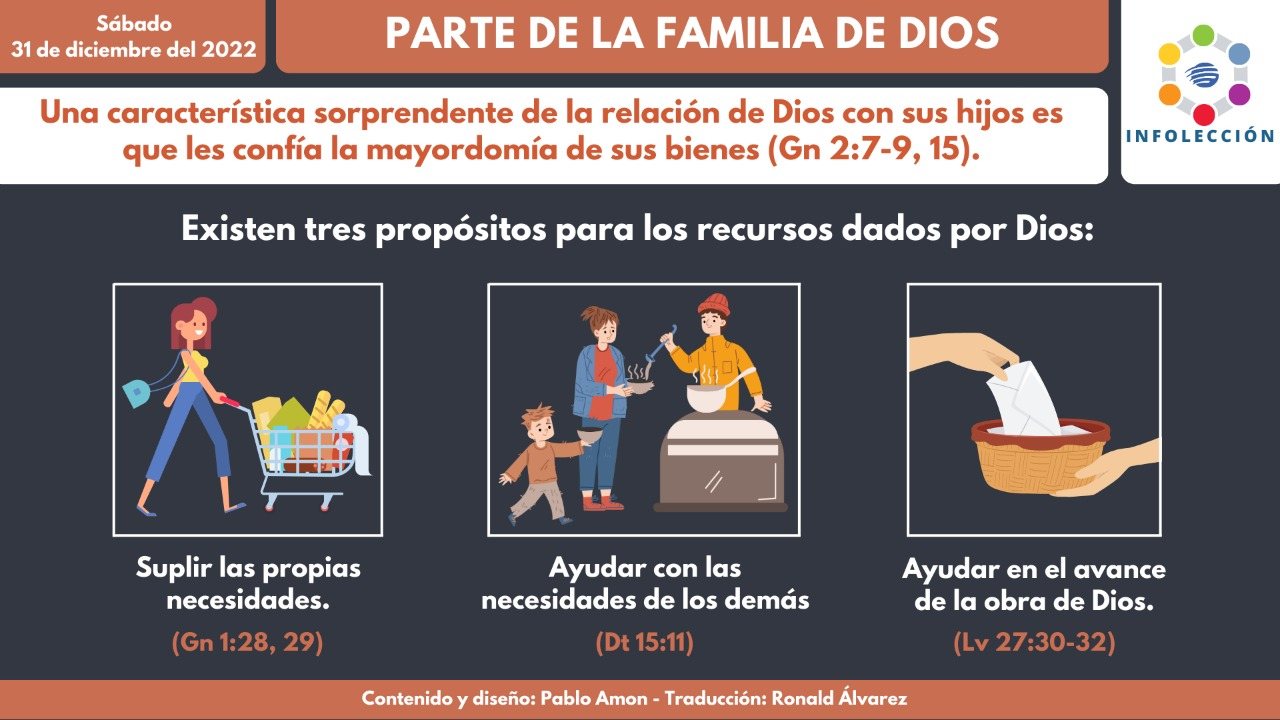 Sábado
31 de diciembre del 2022
PARTE DE LA FAMILIA DE DIOS
INFOLECCIÓN
Una característica sorprendente de la relación de Dios con sus hijos es
que les confía la mayordomía de sus bienes (Gn 2:7-9, 15).
Existen tres propósitos para los recursos dados por Dios:
Suplir las propias
necesidades.
(Gn 1:28, 29)
Ayudar con las
necesidades de los demás
(Dt 15:11)
Ayudar en el avance
de la obra de Dios.
(Lv 27:30-32)
Contenido y diseño: Pablo Amon - Traducción: Ronald Álvarez